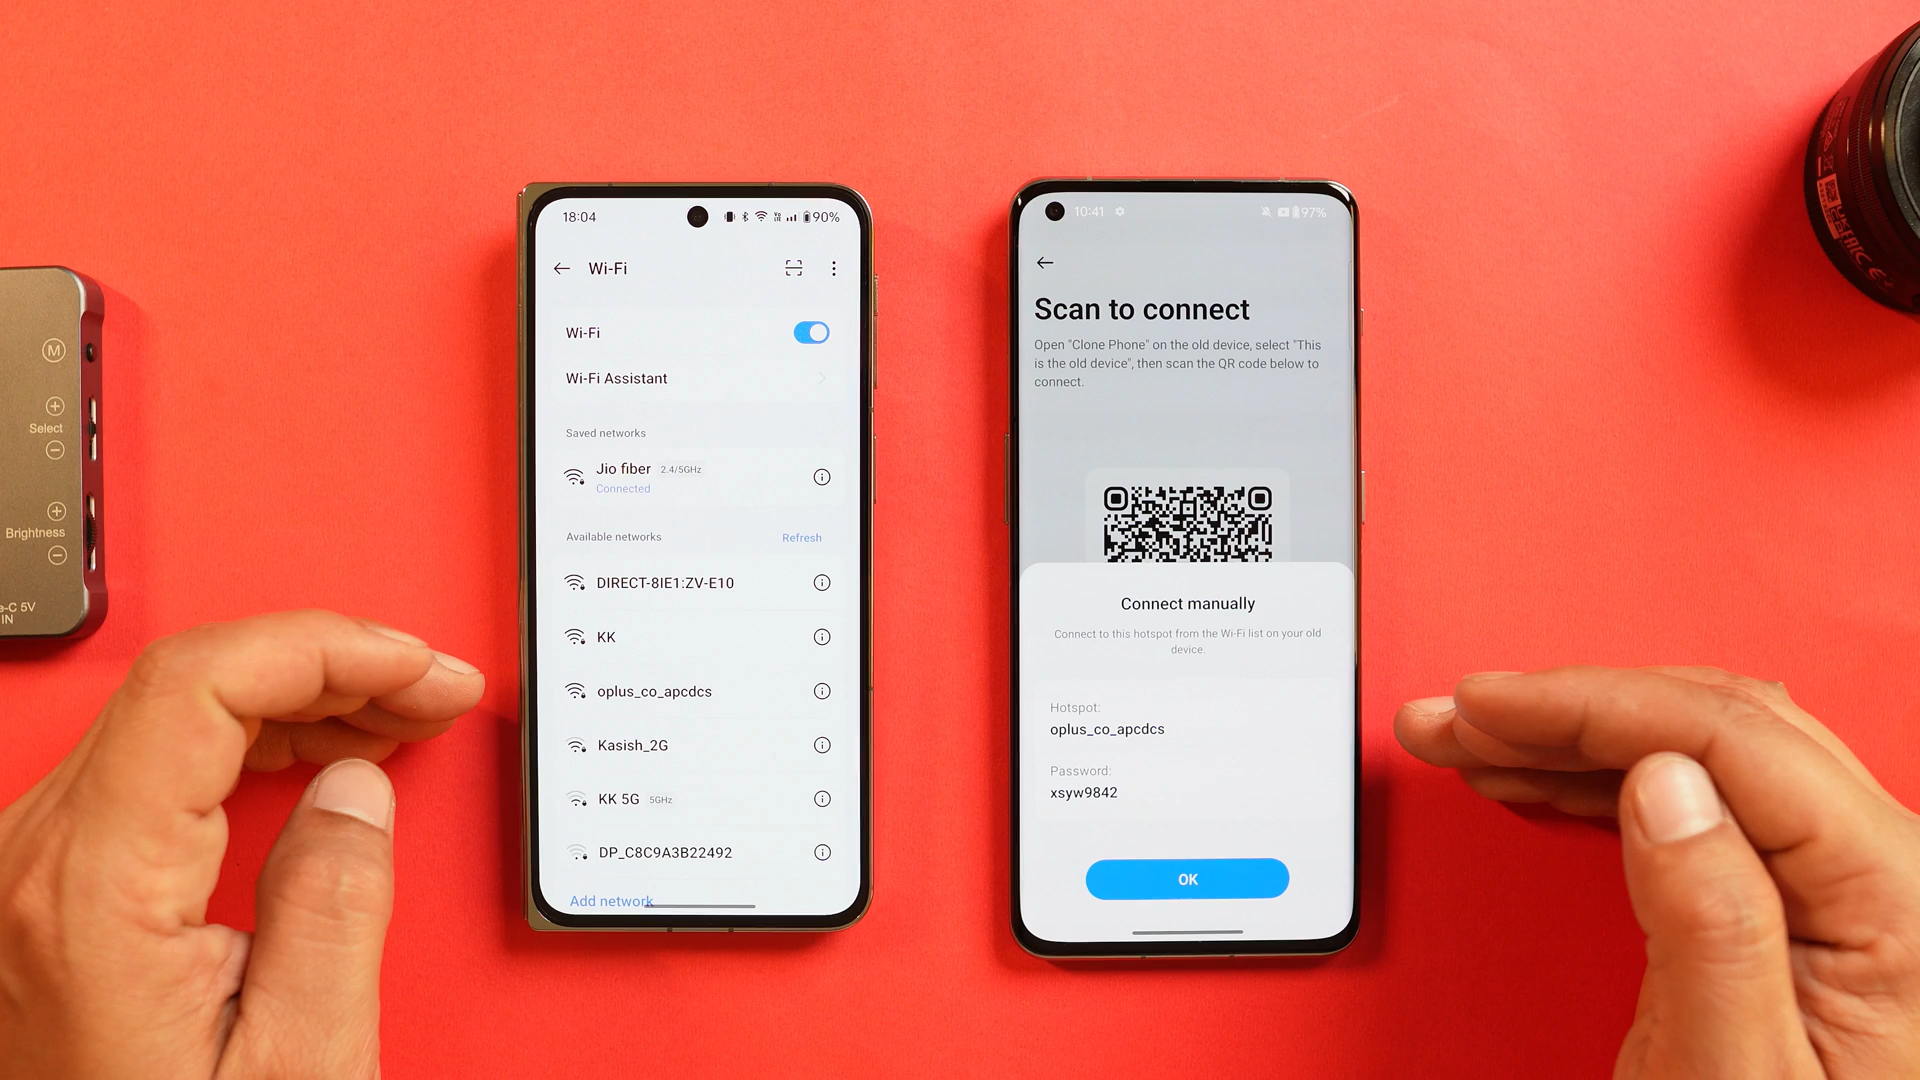 M
Select
Brightness
e-C 5V
IN
18:04
90%
Wi-Fi
Wi-Fi
Wi-Fi Assistant
Saved networks
Jio fiber 2.4/5GHz
Connected
Available networks Refresh
DIRECT-8IE1:ZV-E10
KK
oplus_co_apcdcs
Kasish_2G
KK 5G 5GHz
DP_C8C9A3B22492
Add network
10:41
97%
Scan to connect
Open "Clone Phone" on the old device, select "This
is the old device", then scan the QR code below to
connect.
Connect manually
Connect to this hotspot from the Wi-Fi list on your old
device.
Hotspot:
oplus_co_apcdcs
Password:
xsyw9842
OK